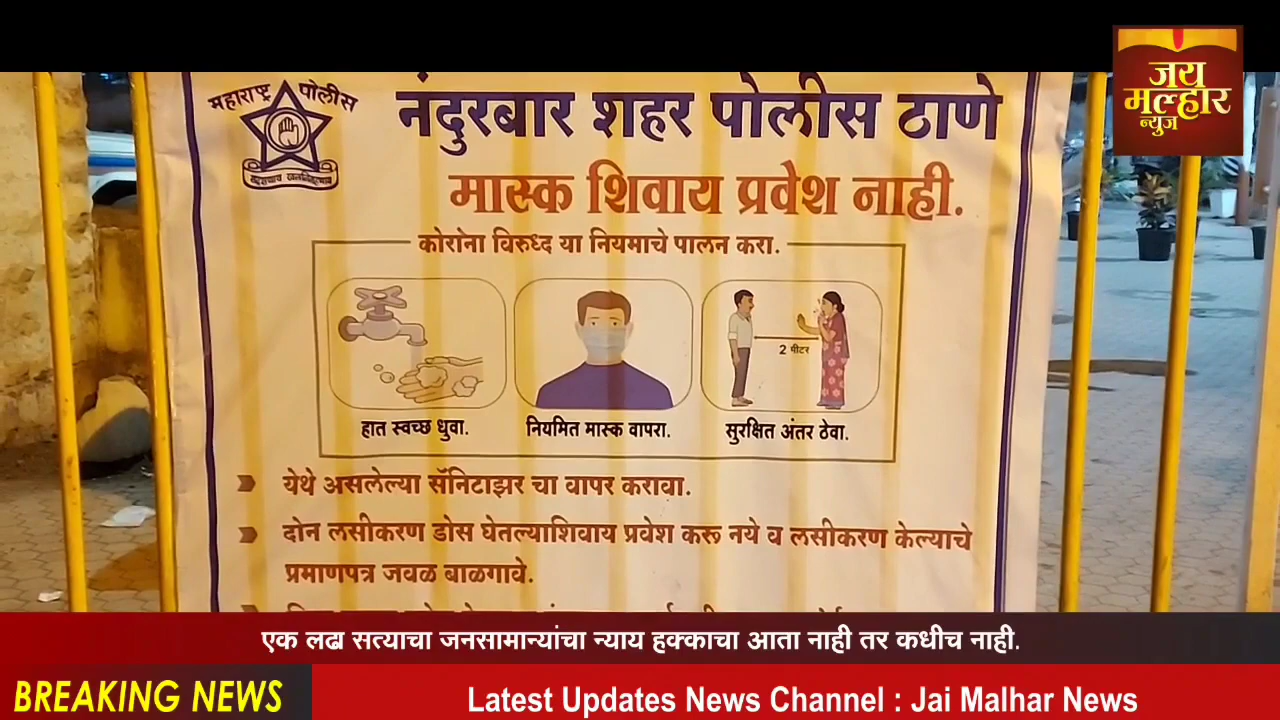 जय
मल्हार
न्युज
महाराष्ट्र पोलीस
नंदुरबार शहर पोलीस ठाणे
मास्क शिवाय प्रवेश नाही.
कोरोना विरुध्द या नियमाचे पालन करा.
2 मीटर
हात स्वच्छ धुवा.
नियमित मास्क वापरा.
सुरक्षित अंतर ठेवा.
येथे असलेल्या सॅनिटाझर चा वापर करावा.
दोन लसीकरण डोस घेतल्याशिवाय प्रवेश करू नये व लसीकरण केल्याचे
प्रमाणपत्र जवळ बाळगावे.
एक लढा सत्याचा जनसामान्यांचा न्याय हक्काचा आता नाही तर कधीच नाही.
BREAKING NEWS
Latest Updates News Channel : Jai Malhar News